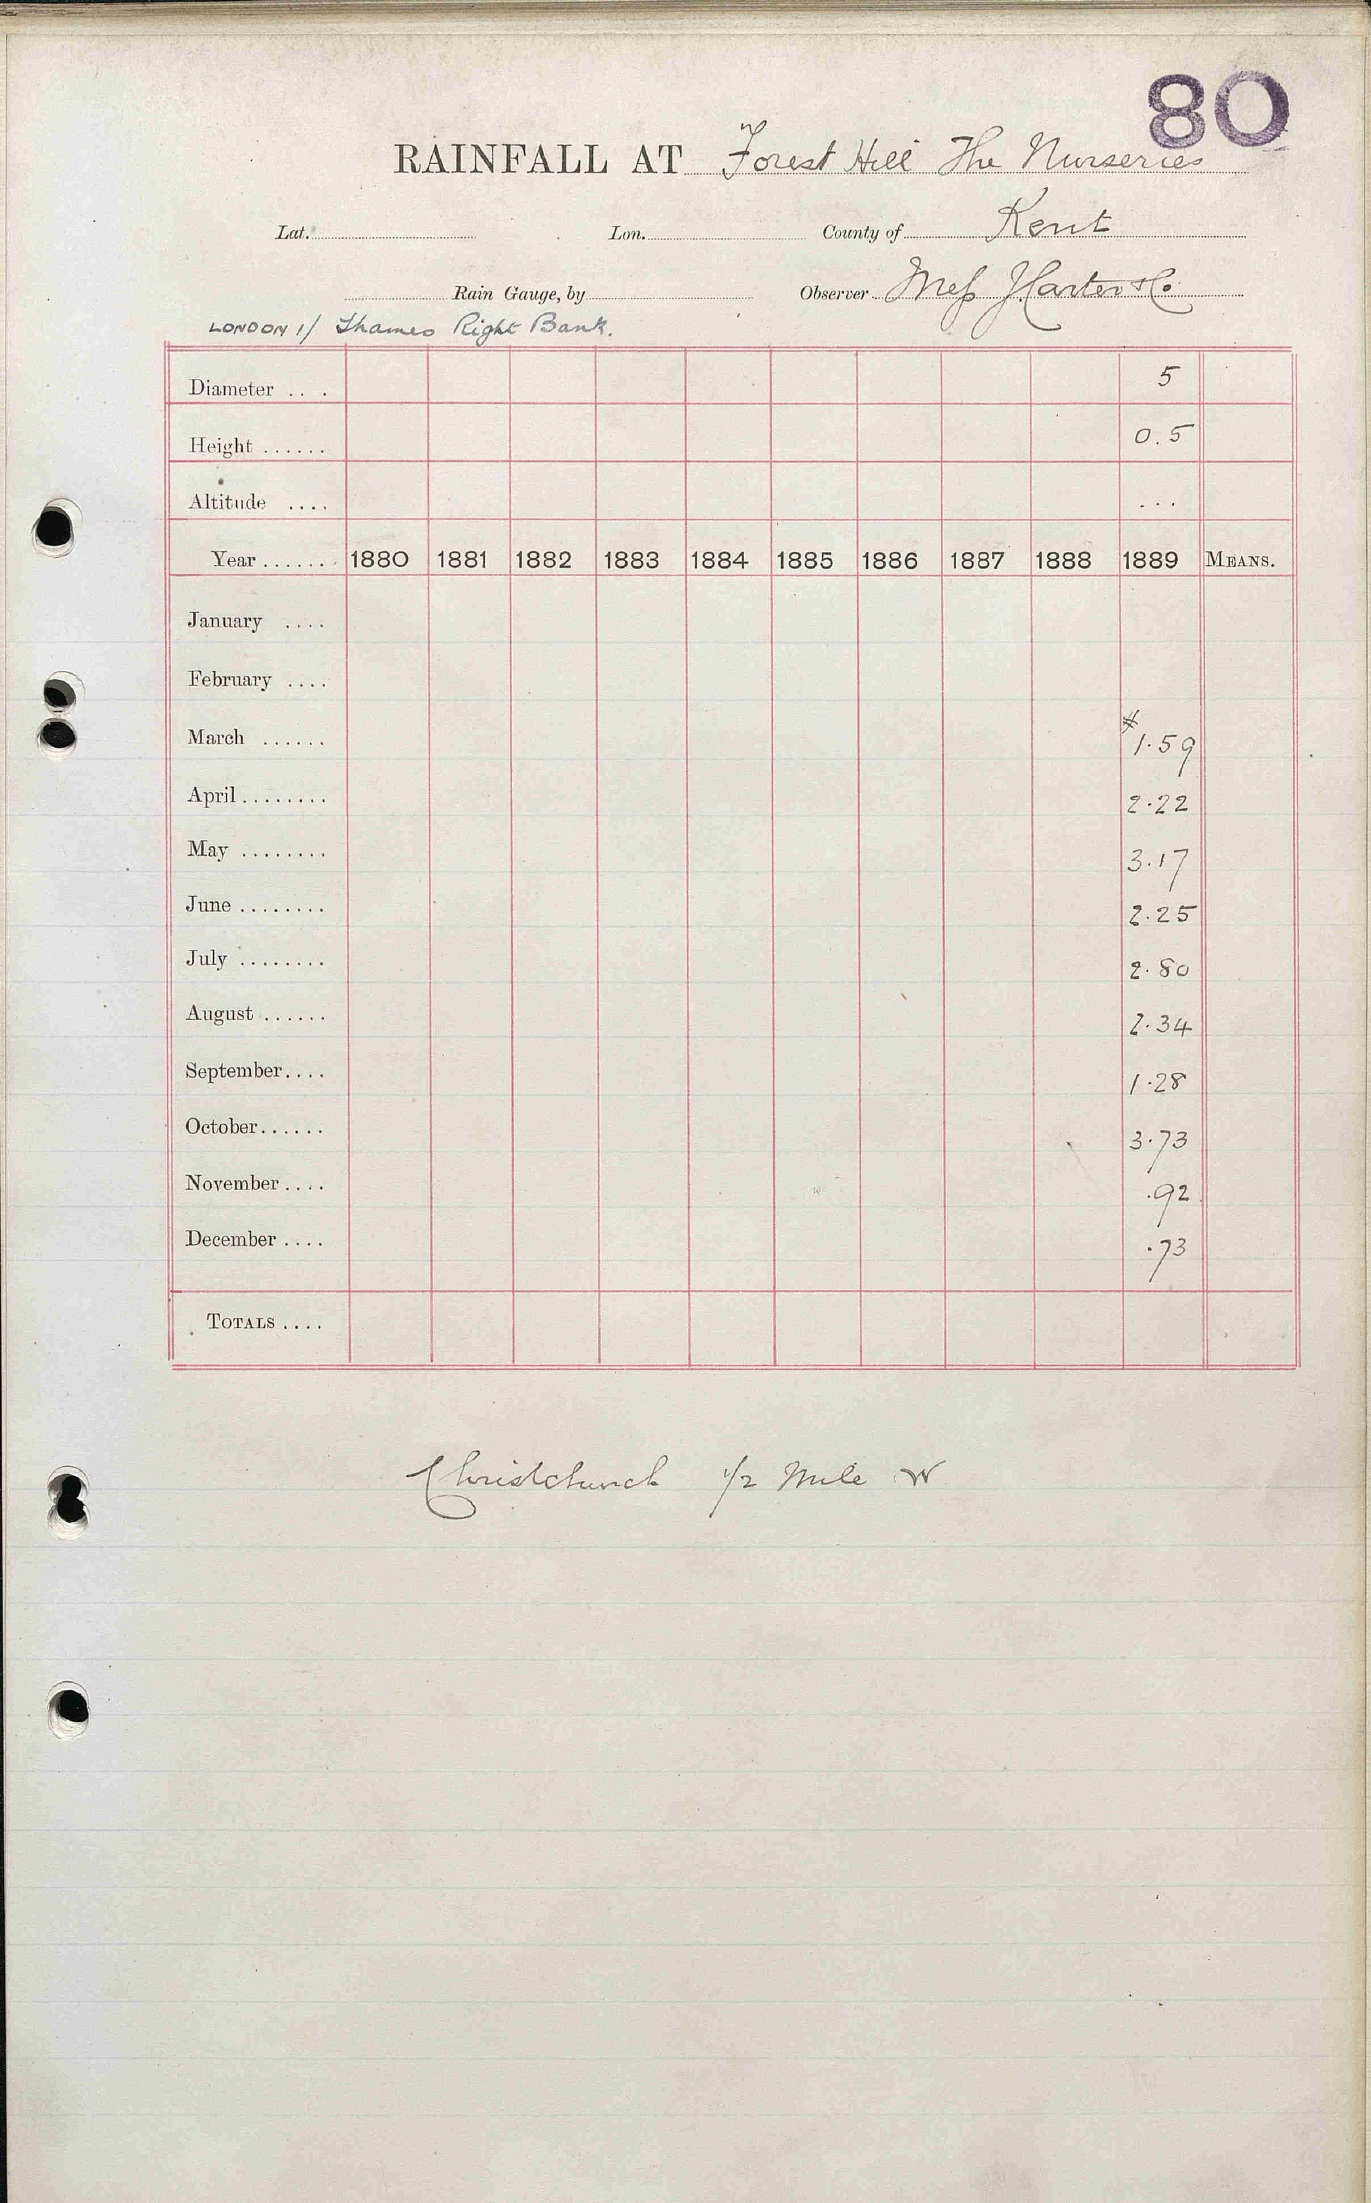 80
RAINFALL AT Forest Hill The Nurseries
Lat. Lon. County of Kent
Rain Gauge, by Observer Mess J Carter & Co
LONDON 1/ Thames Right Bank.
Diameter .... 5
Height ...... 0.5
Altitude .... ...
Year ....... 1880 1881 1882 1883 1884 1885 1886 1887 1888 1889 MEANS.
January ....
February ....
#
March ...... 1.59
April ........ 2.22
May ........ 3.17
June ........ 2.25
July ........ 2.80
August ...... 2.34
September .... 1.28
October ...... 3.73
November .... .92
December .... .73
TOTALS ....
Christchurch 1/2 Mile W